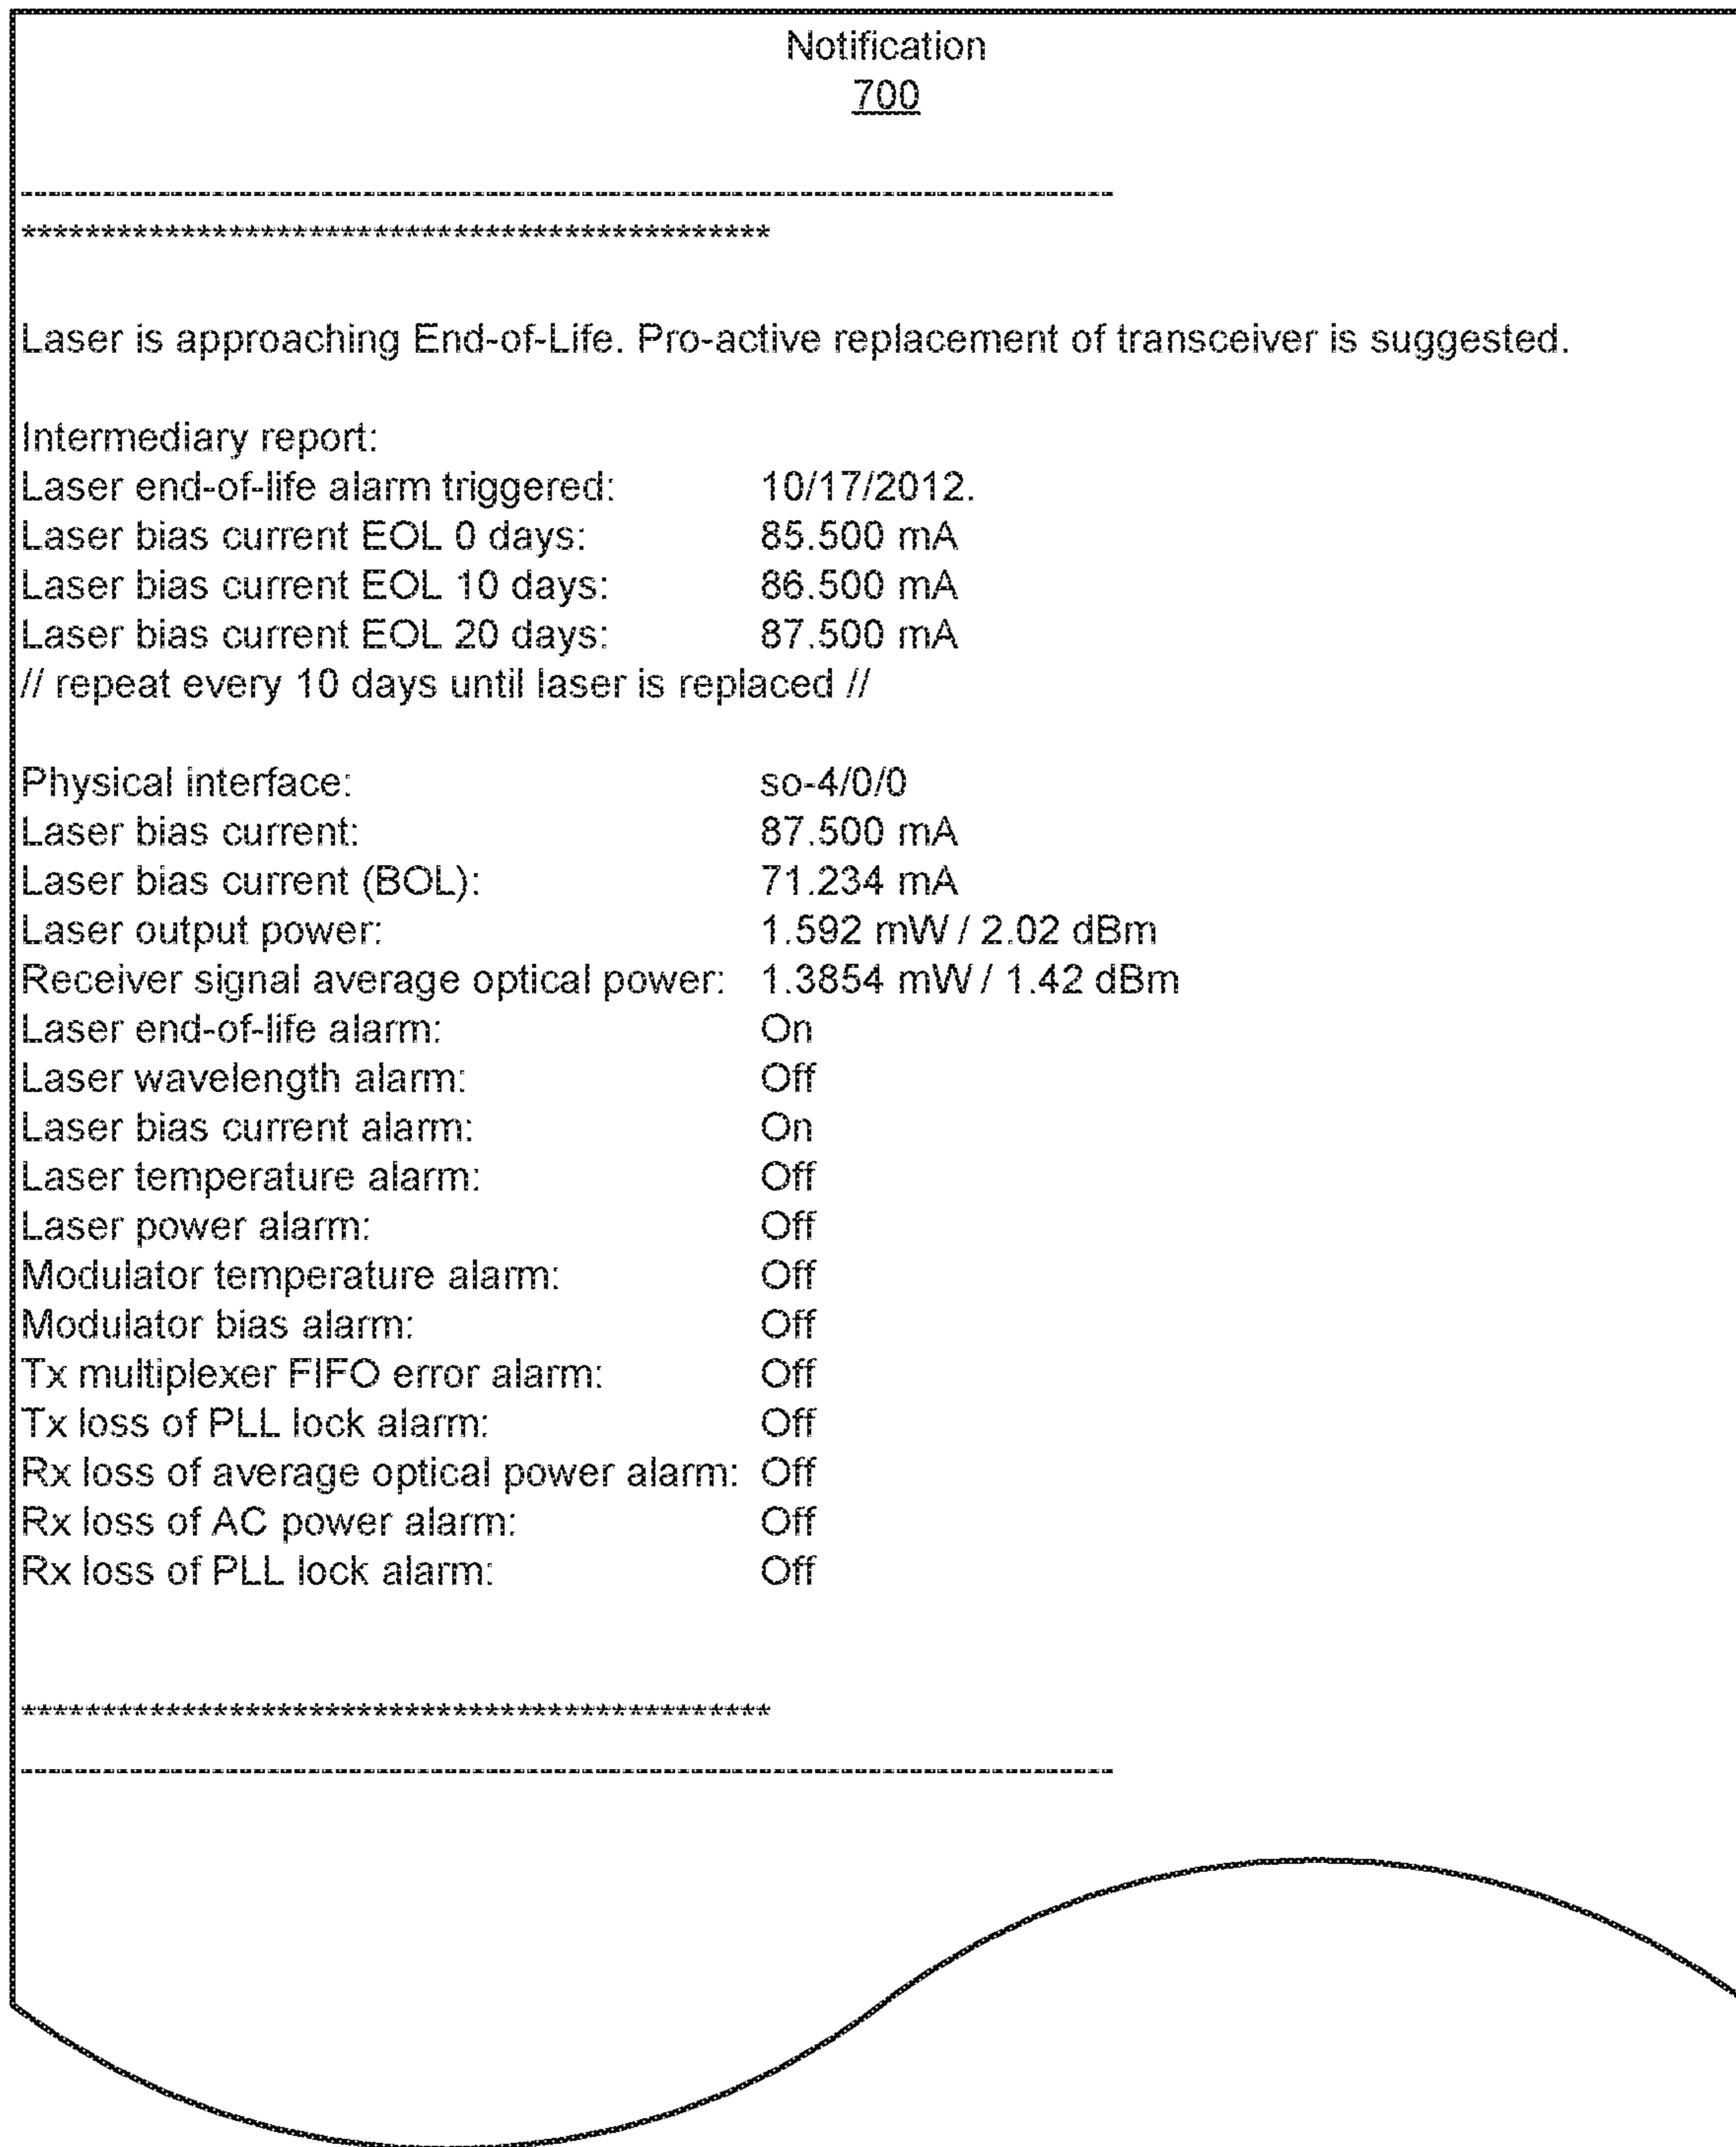 Notification
700
--------------------------------------------------------------------------------
***********************************************
Laser is approaching End-of-Life. Pro-active replacement of transceiver is suggested.
Intermediary report:
Laser end-of-life alarm triggered: 10/17/2012.
Laser bias current EOL 0 days: 85.500 mA
Laser bias current EOL 10 days: 86.500 mA
Laser bias current EOL 20 days: 87.500 mA
// repeat every 10 days until laser is replaced //
Physical interface: so-4/0/0
Laser bias current: 87.500 mA
Laser bias current (BOL): 71.234 mA
Laser output power: 1.592 mW / 2.02 dBm
Receiver signal average optical power: 1.3854 mW / 1.42 dBm
Laser end-of-life alarm: On
Laser wavelength alarm: Off
Laser bias current alarm: On
Laser temperature alarm: Off
Laser power alarm: Off
Modulator temperature alarm: Off
Modulator bias alarm: Off
Tx multiplexer FIFO error alarm: Off
Tx loss of PLL lock alarm: Off
Rx loss of average optical power alarm: Off
Rx loss of AC power alarm: Off
Rx loss of PLL lock alarm: Off
***********************************************
--------------------------------------------------------------------------------